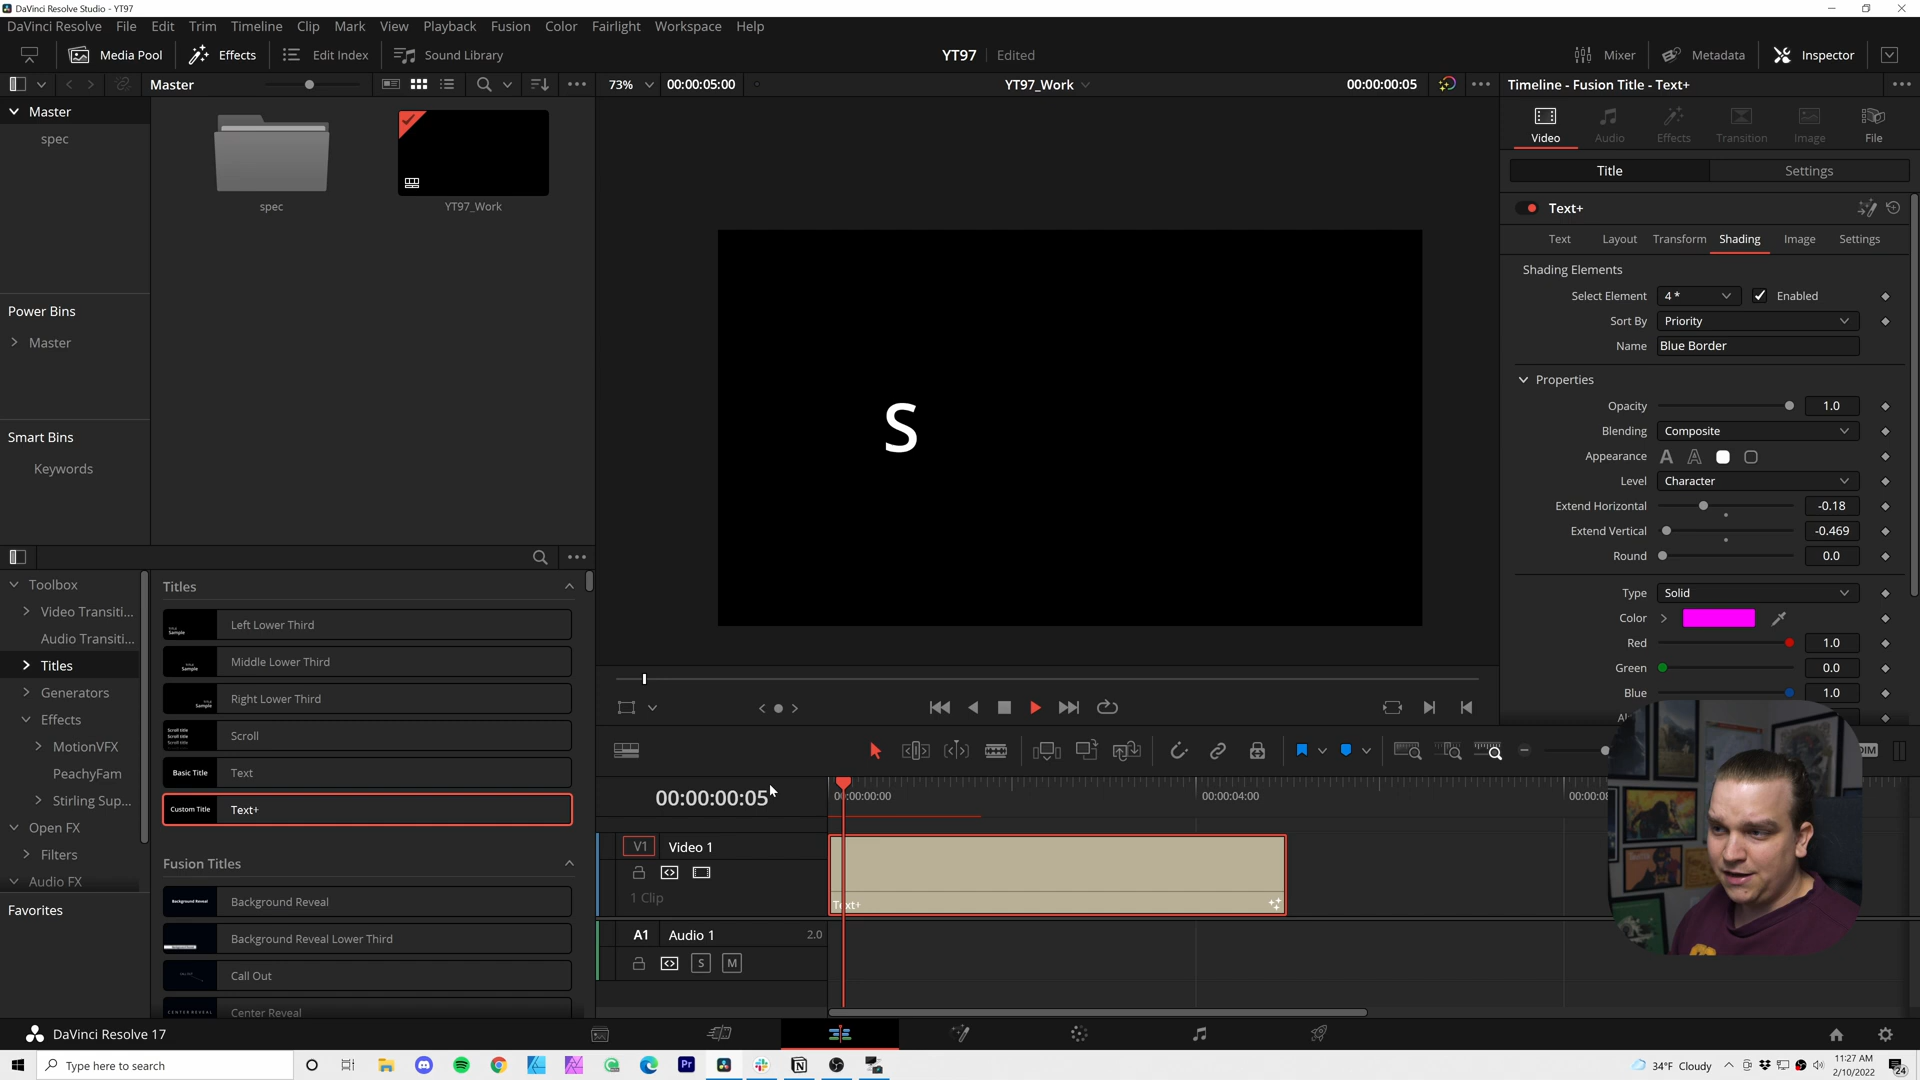 DaVinci Resolve Studio - YT97
DaVinci Resolve File Edit Trim Timeline Clip Mark View Playback Fusion Color Fairlight Workspace Help
Media Pool Effects Edit Index Sound Library YT97 Edited Mixer Metadata Inspector
Master 73% 00:00:05:00 YT97_Work 00:00:00:05 Timeline - Fusion Title - Text+
Master
spec
spec
YT97_Work
Power Bins
Master
Smart Bins
Keywords
S
Video Audio Effects Transition Image File
Title Settings
Text+
Text Layout Transform Shading Image Settings
Shading Elements
Select Element 4 * Enabled
Sort By Priority
Name Blue Border
Properties
Opacity 1.0
Blending Composite
Appearance
Level Character
Extend Horizontal -0.18
Extend Vertical -0.469
Round 0.0
Type Solid
Color
Red 1.0
Green 0.0
Blue 1.0
Toolbox
Video Transiti...
Audio Transiti...
Titles
Generators
Effects
MotionVFX
PeachyFam
Stirling Sup...
Open FX
Filters
Audio FX
Favorites
Titles
Left Lower Third
Middle Lower Third
Right Lower Third
Scroll
Basic Title Text
Custom Title Text+
Fusion Titles
Background Reveal Background Reveal
Background Reveal Lower Third
Call Out
CENTER REVEAL Center Reveal
DIM
00:00:00:05 00:00:00:00 00:00:04:00 00:00:08
V1 Video 1
1 Clip
Text+
A1 Audio 1 2.0
S M
DaVinci Resolve 17
Type here to search
34°F Cloudy
11:27 AM
2/10/2022
24